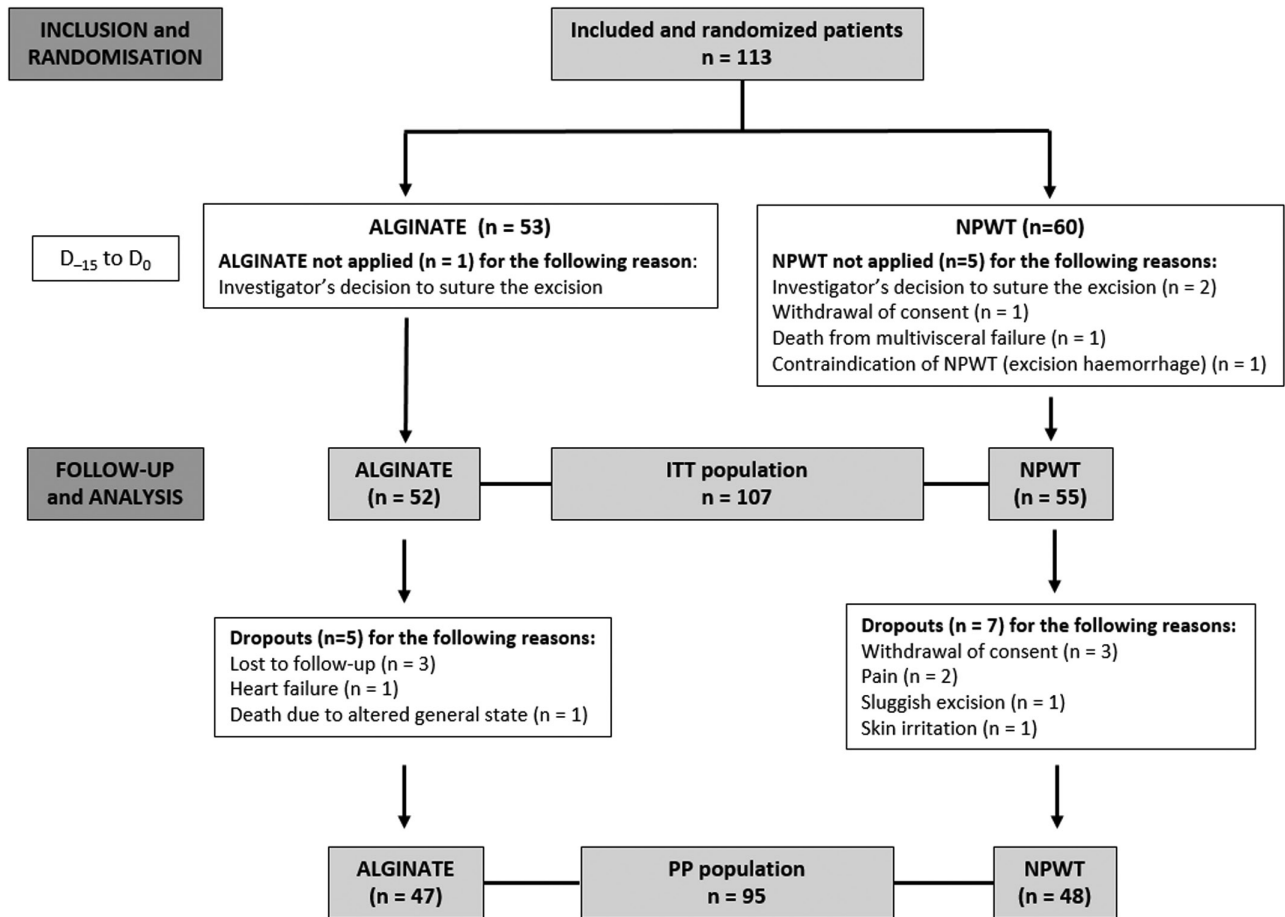 INCLUSION and
RANDOMISATION
Included and randomized patients
n = 113
D–15 to D0
ALGINATE (n = 53)
ALGINATE not applied (n = 1) for the following reason:
Investigator's decision to suture the excision
NPWT (n=60)
NPWT not applied (n=5) for the following reasons:
Investigator's decision to suture the excision (n = 2)
Withdrawal of consent (n = 1)
Death from multivisceral failure (n = 1)
Contraindication of NPWT (excision haemorrhage) (n = 1)
FOLLOW-UP
and ANALYSIS
ALGINATE
(n = 52)
ITT population
n = 107
NPWT
(n = 55)
Dropouts (n=5) for the following reasons:
Lost to follow-up (n = 3)
Heart failure (n = 1)
Death due to altered general state (n = 1)
Dropouts (n = 7) for the following reasons:
Withdrawal of consent (n = 3)
Pain (n = 2)
Sluggish excision (n = 1)
Skin irritation (n = 1)
ALGINATE
(n = 47)
PP population
n = 95
NPWT
(n = 48)